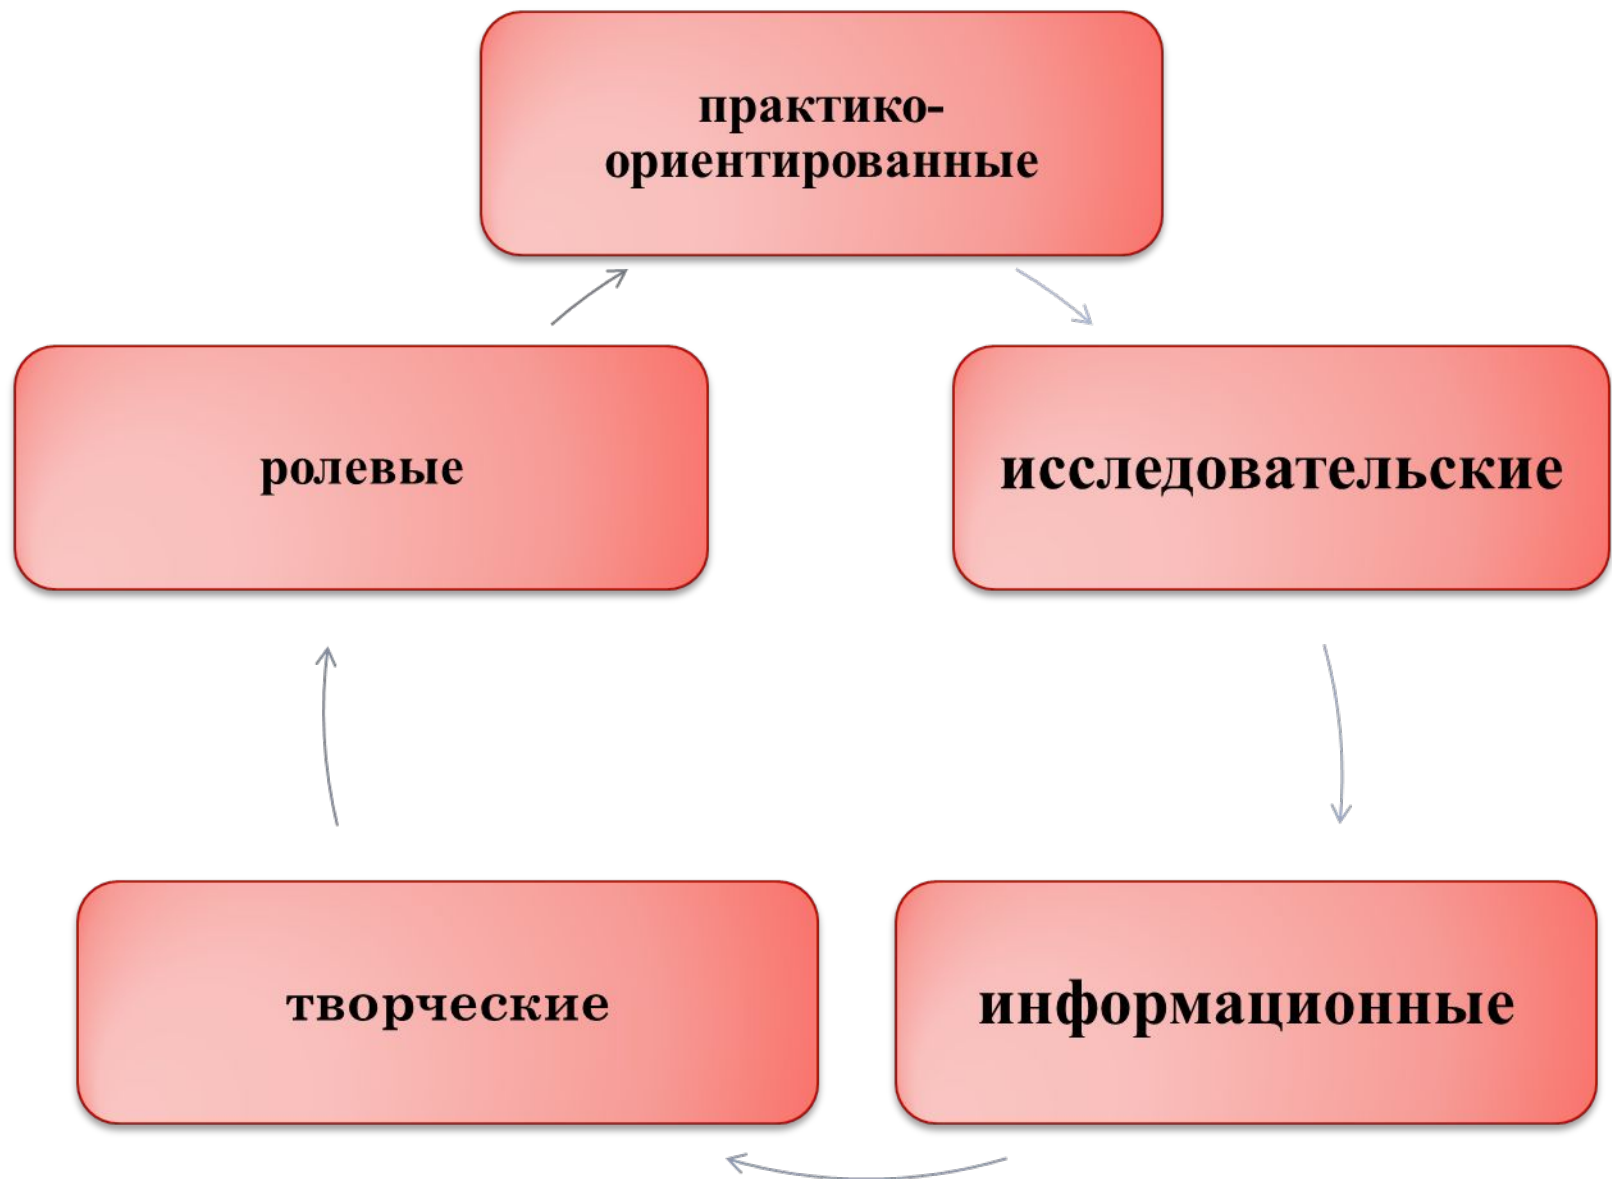 практико-
ориентированные
ролевые
исследовательские
творческие
информационные